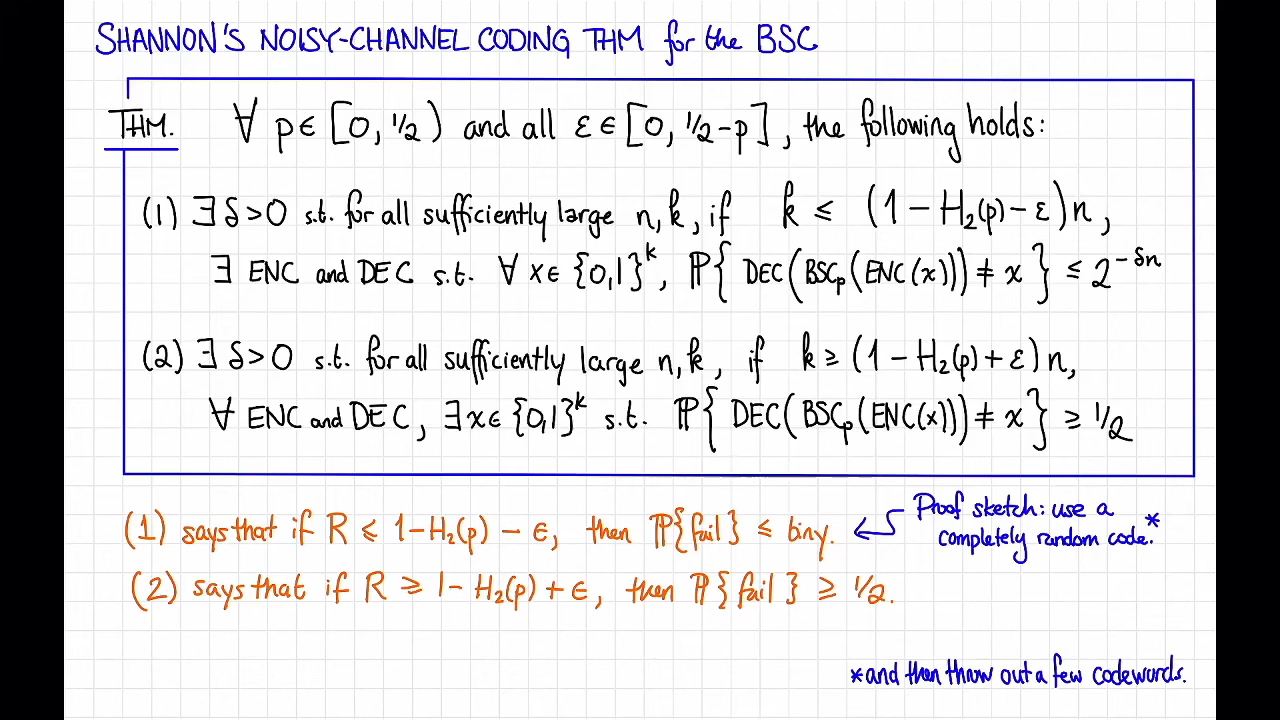 SHANNON'S NOISY-CHANNEL CODING THM for the BSC
THM. ∀ p ∈ [0, 1/2) and all ε ∈ [0, 1/2-p], the following holds:
(1) ∃ δ>0 s.t. for all sufficiently large n,k, if k ≤ (1 - H₂(p) - ε)n,
∃ ENC and DEC s.t. ∀ x ∈ {0,1}^k, ℙ{ DEC(BSCₚ(ENC(x))) ≠ x } ≤ 2^{-δn}
(2) ∃ δ>0 s.t. for all sufficiently large n,k, if k ≥ (1 - H₂(p) + ε)n,
∀ ENC and DEC, ∃ x ∈ {0,1}^k s.t. ℙ{ DEC(BSCₚ(ENC(x))) ≠ x } ≥ 1/2
(1) says that if R ≤ 1-H₂(p) - ϵ, then ℙ{fail} ≤ tiny.
Proof sketch: use a
completely random code.*
(2) says that if R ≥ 1- H₂(p) + ϵ, then ℙ{fail} ≥ 1/2.
*and then throw out a few codewords.